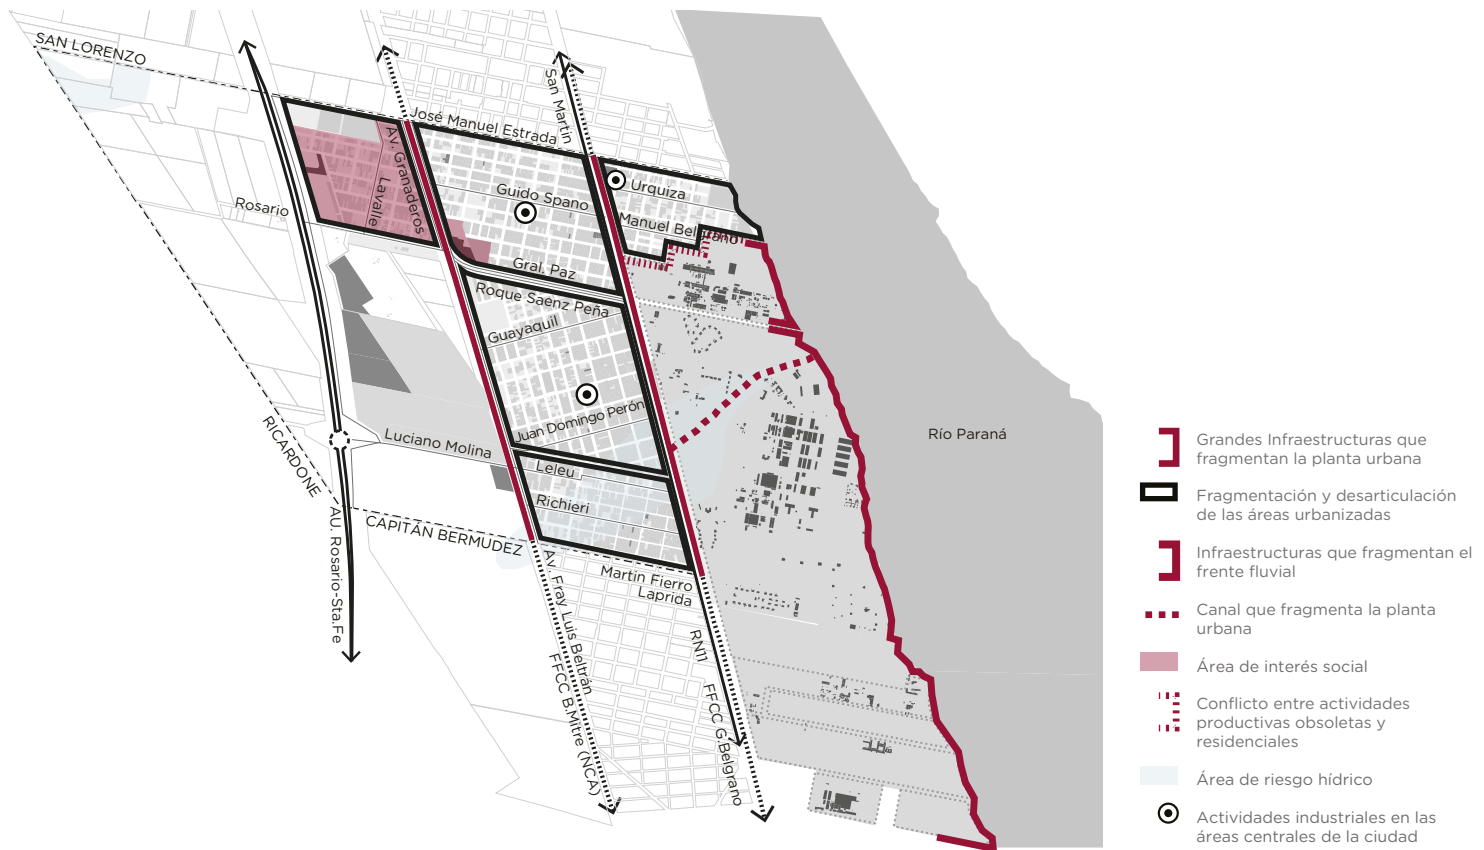 SAN LORENZO
San Martín
José Manuel Estrada
Av. Granaderos
Lavalle
Rosario
Guido Spano
Urquiza
Manuel Belgrano
Gral. Paz
Roque Saenz Peña
Guayaquil
Juan Domingo Perón
Luciano Molina
Leleu
Richieri
RICARDONE
CAPITÁN BERMUDEZ
AU. Rosario-Sta.Fe
Martin Fierro
Laprida
Av. Fray Luis Beltrán
FFCC B.Mitre (NCA)
RN11
FFCC G.Belgrano
Río Paraná
Grandes Infraestructuras que
fragmentan la planta urbana
Fragmentación y desarticulación
de las áreas urbanizadas
Infraestructuras que fragmentan el
frente fluvial
Canal que fragmenta la planta
urbana
Área de interés social
Conflicto entre actividades
productivas obsoletas y
residenciales
Área de riesgo hídrico
Actividades industriales en las
áreas centrales de la ciudad